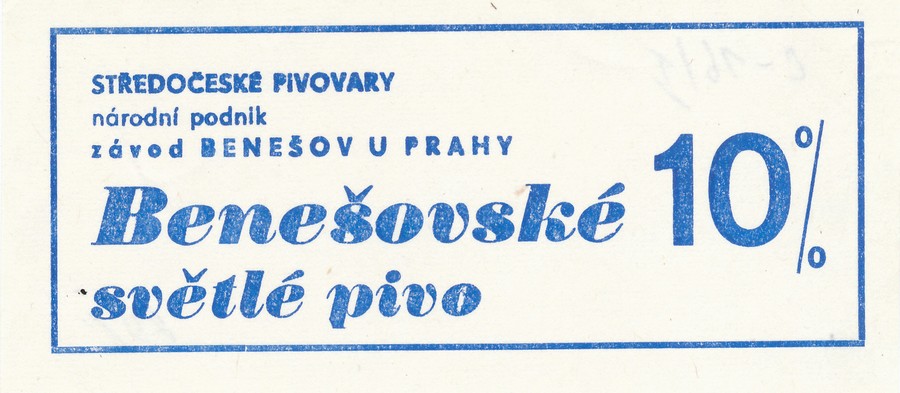 STŘEDOČESKÉ PIVOVARY
národní podnik
závod BENEŠOV U PRAHY
Benešovské
světlé pivo
10%